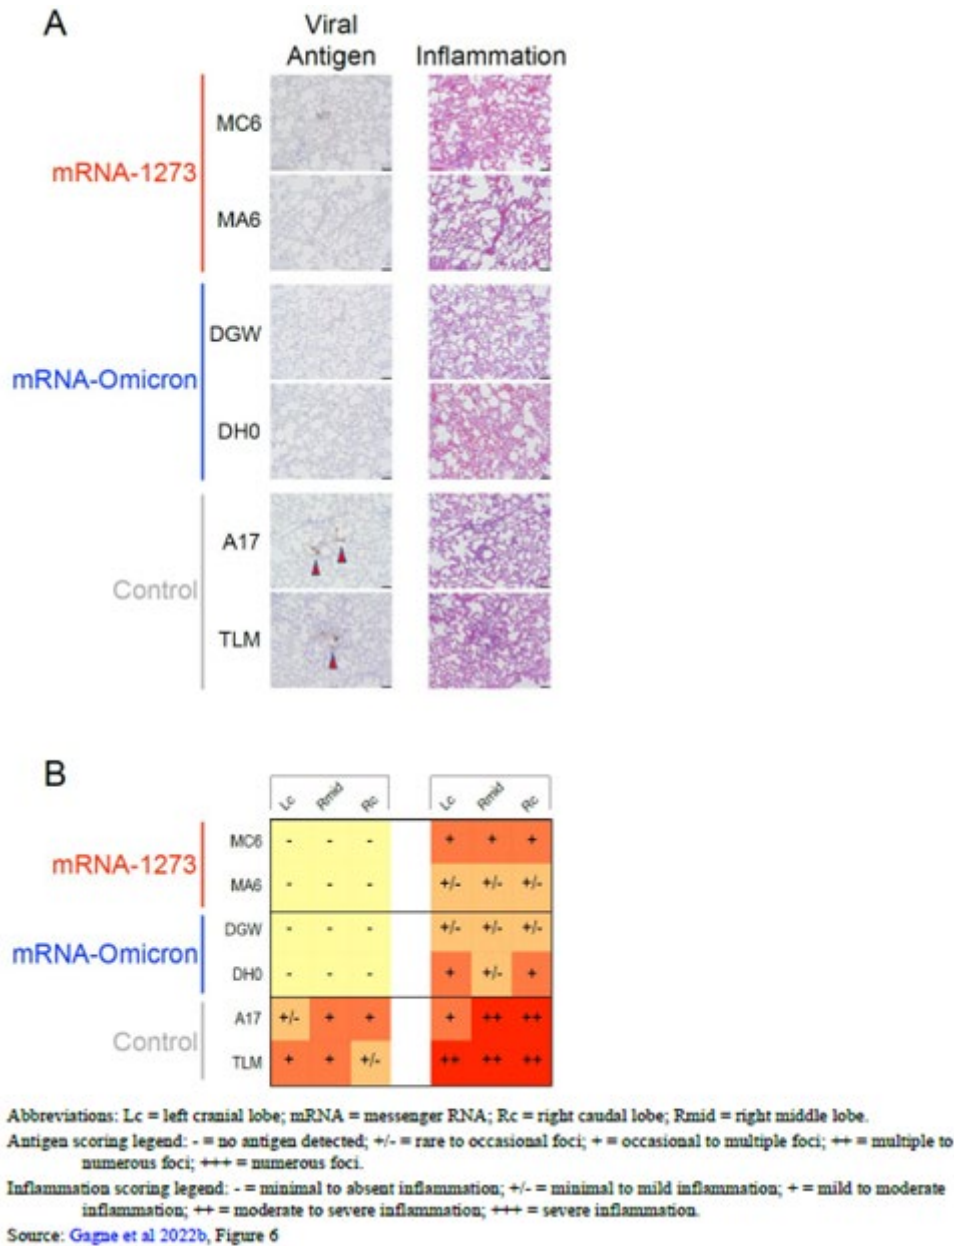 A
Viral
Antigen
Inflammation
mRNA-1273
MC6
MA6
mRNA-Omicron
DGW
DH0
Control
A17
TLM
B
Lc Rmid Rc Lc Rmid Rc
mRNA-1273
MC6 - - - + + +
MA6 - - - +/- +/- +/-
mRNA-Omicron
DGW - - - +/- +/- +/-
DH0 - - - + +/- +
Control
A17 +/- + + + ++ ++
TLM + + +/- ++ ++ ++
Abbreviations: Lc = left cranial lobe; mRNA = messenger RNA; Rc = right caudal lobe; Rmid = right middle lobe.
Antigen scoring legend: - = no antigen detected; +/- = rare to occasional foci; + = occasional to multiple foci; ++ = multiple to
numerous foci; +++ = numerous foci.
Inflammation scoring legend: - = minimal to absent inflammation; +/- = minimal to mild inflammation; + = mild to moderate
inflammation; ++ = moderate to severe inflammation; +++ = severe inflammation.
Source: Gagne et al 2022b, Figure 6